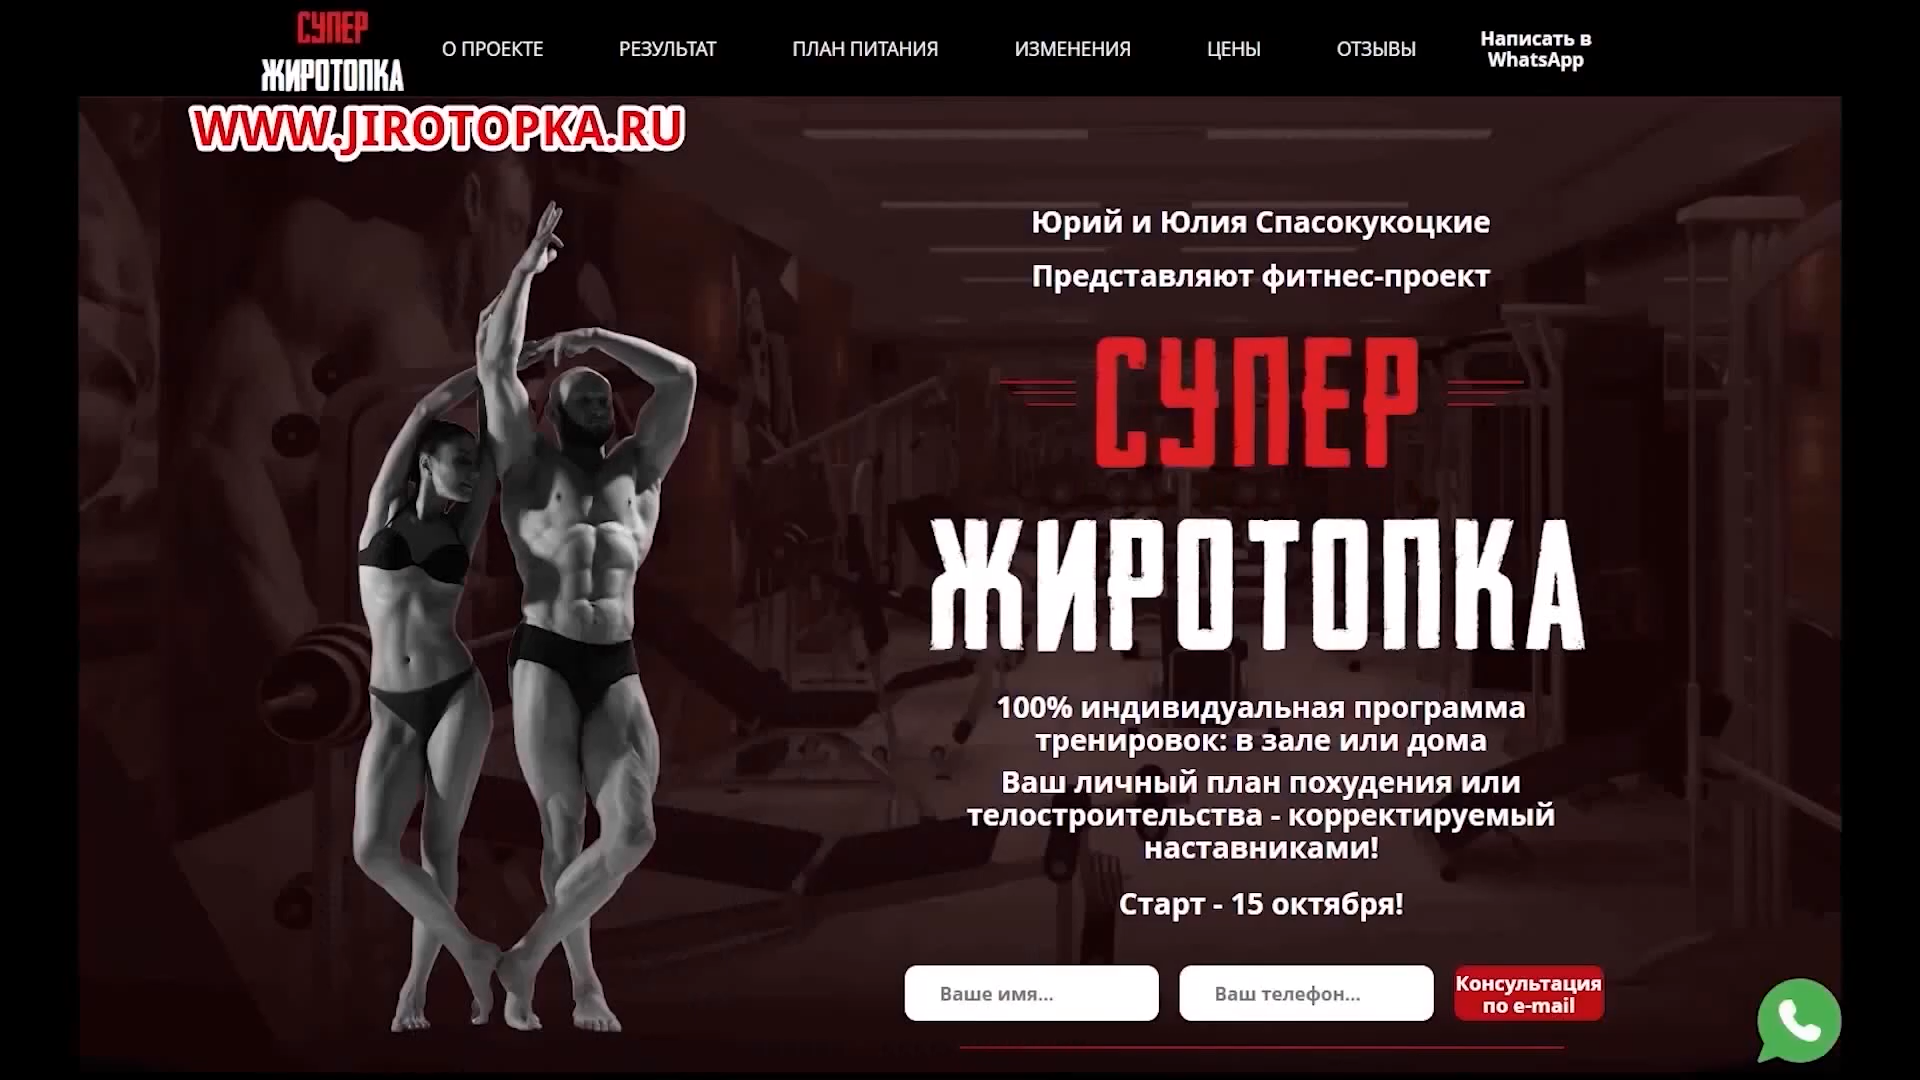 СУПЕР
ЖИРОТОПКА
О ПРОЕКТЕ
РЕЗУЛЬТАТ
ПЛАН ПИТАНИЯ
ИЗМЕНЕНИЯ
ЦЕНЫ
ОТЗЫВЫ
Написать в
WhatsApp
WWW.JIROTOPKA.RU
Юрий и Юлия Спасокукоцкие
Представляют фитнес-проект
СУПЕР
ЖИРОТОПКА
100% индивидуальная программа
тренировок: в зале или дома
Ваш личный план похудения или
телостроительства - корректируемый
наставниками!
Старт - 15 октября!
Ваше имя...
Ваш телефон...
Консультация
по e-mail